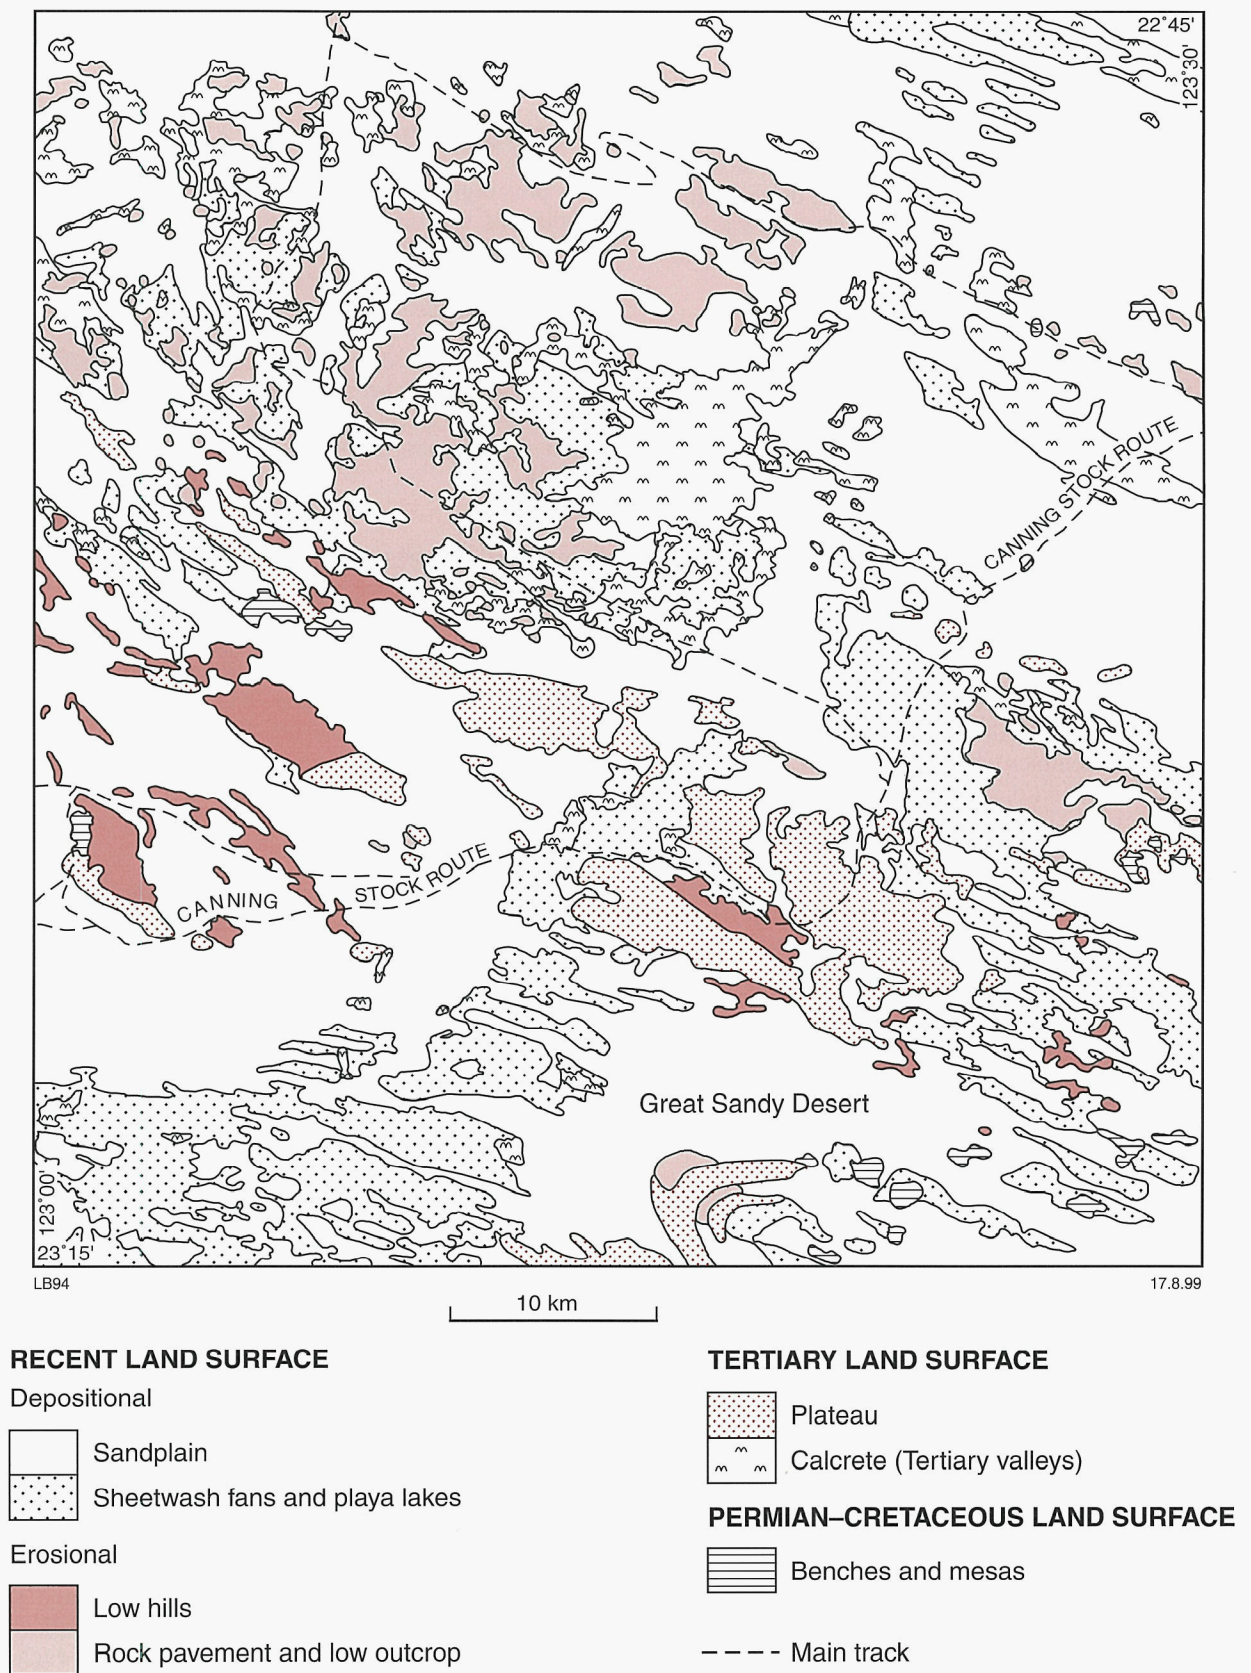 22°45'
123°30'
CANNING STOCK ROUTE
STOCK ROUTE
CANNING
Great Sandy Desert
123°00'
23°15'
LB94
17.8.99
10 km
RECENT LAND SURFACE
Depositional
Sandplain
Sheetwash fans and playa lakes
Erosional
Low hills
Rock pavement and low outcrop
TERTIARY LAND SURFACE
Plateau
Calcrete (Tertiary valleys)
PERMIAN–CRETACEOUS LAND SURFACE
Benches and mesas
Main track